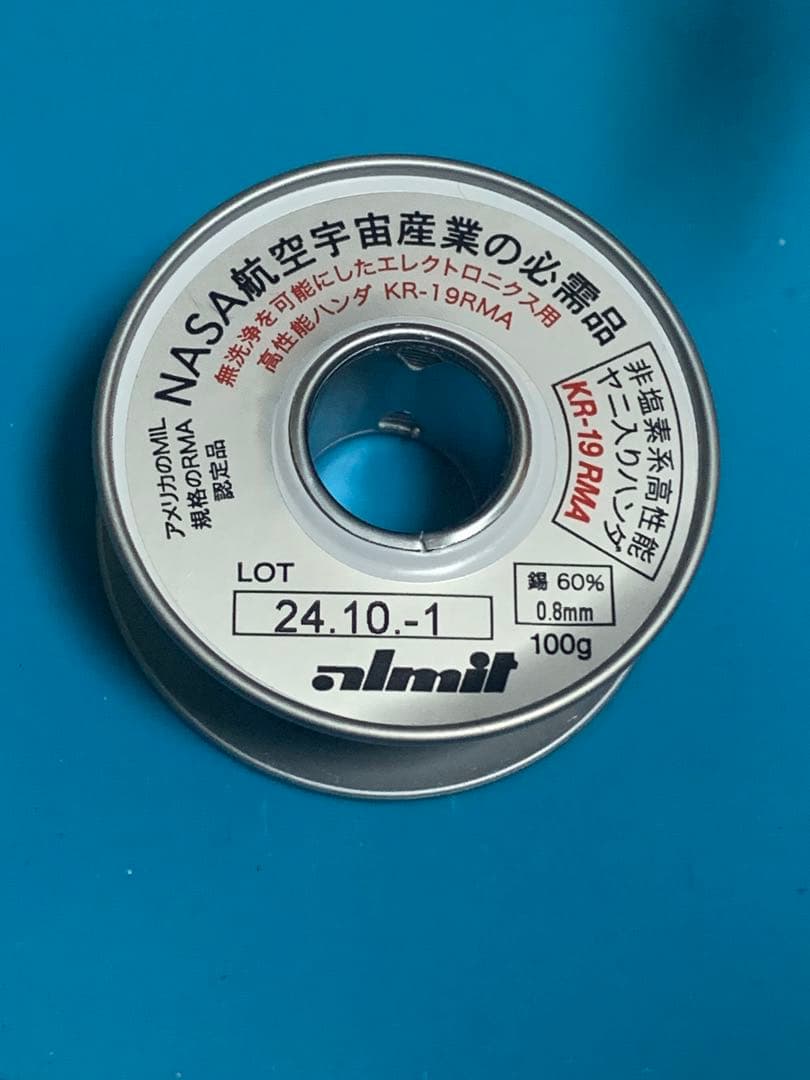 NASA航空宇宙産業の必需品
無洗浄を可能にしたエレクトロニクス用
高性能ハンダ KR-19RMA
アメリカのMIL
規格のRMA
認定品
非塩素系高性能
ヤニ入りハンダ
KR-19 RMA
LOT
24.10.-1
錫 60%
0.8mm
100g
almit